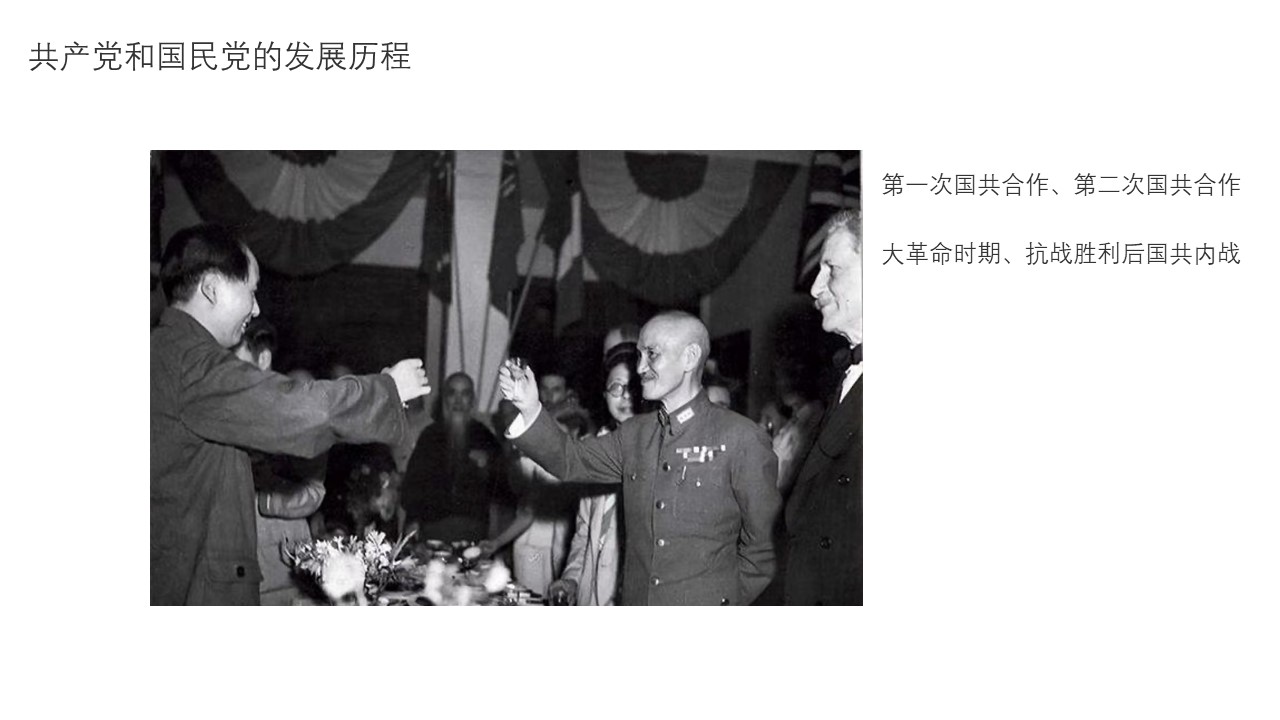 共产党和国民党的发展历程
第一次国共合作、第二次国共合作
大革命时期、抗战胜利后国共内战